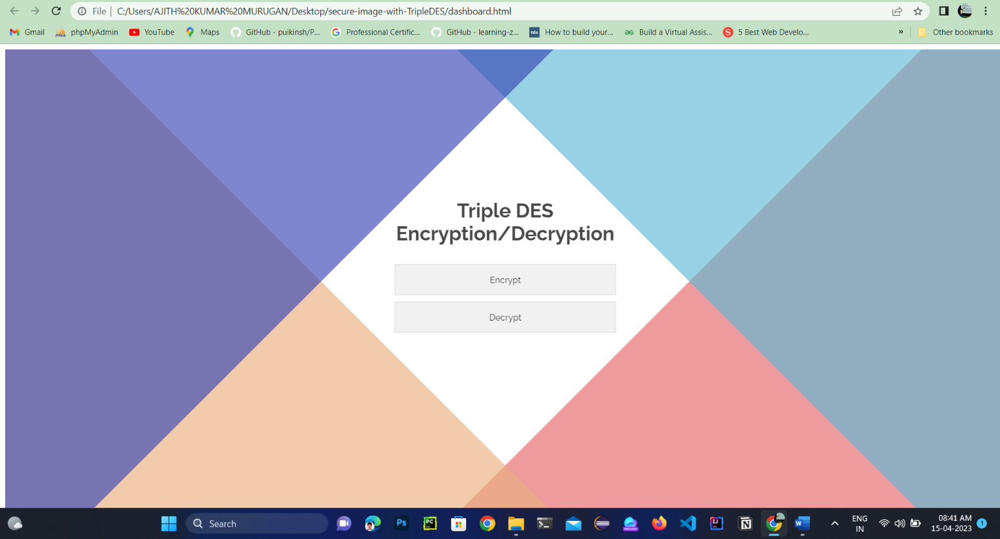 File | C:/Users/AJITH%20KUMAR%20MURUGAN/Desktop/secure-image-with-TripleDES/dashboard.html
Gmail phpMyAdmin YouTube Maps GitHub - puikinsh/P... Professional Certific... GitHub - learning-z... How to build your... Build a Virtual Assis... 5 Best Web Develo... » Other bookmarks
Triple DES
Encryption/Decryption
Encrypt
Decrypt
Search
ENG
IN
08:41 AM
15-04-2023
1